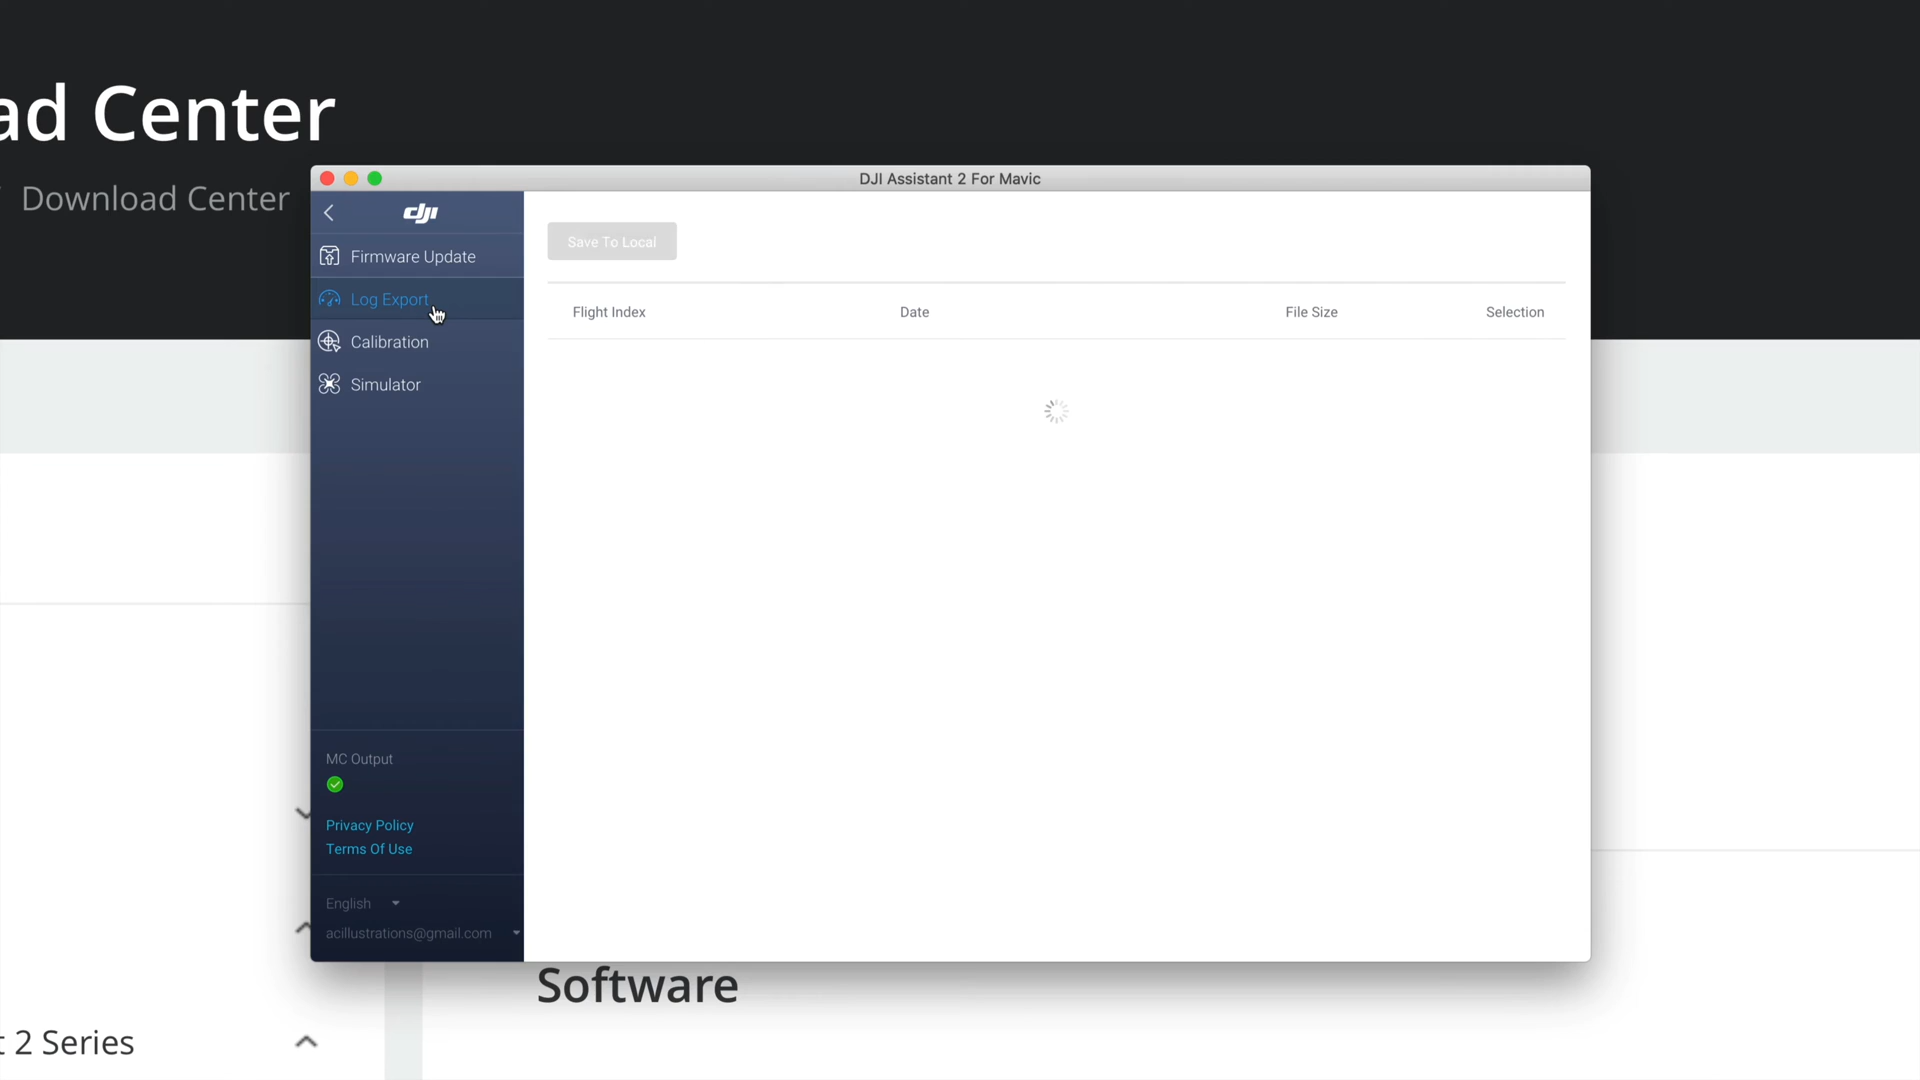 ad Center
Download Center
DJI Assistant 2 For Mavic
dji
Firmware Update
Log Export
Calibration
Simulator
MC Output
Privacy Policy
Terms Of Use
English
acillustrations@gmail.com
Save To Local
Flight Index Date File Size Selection
Software
t 2 Series